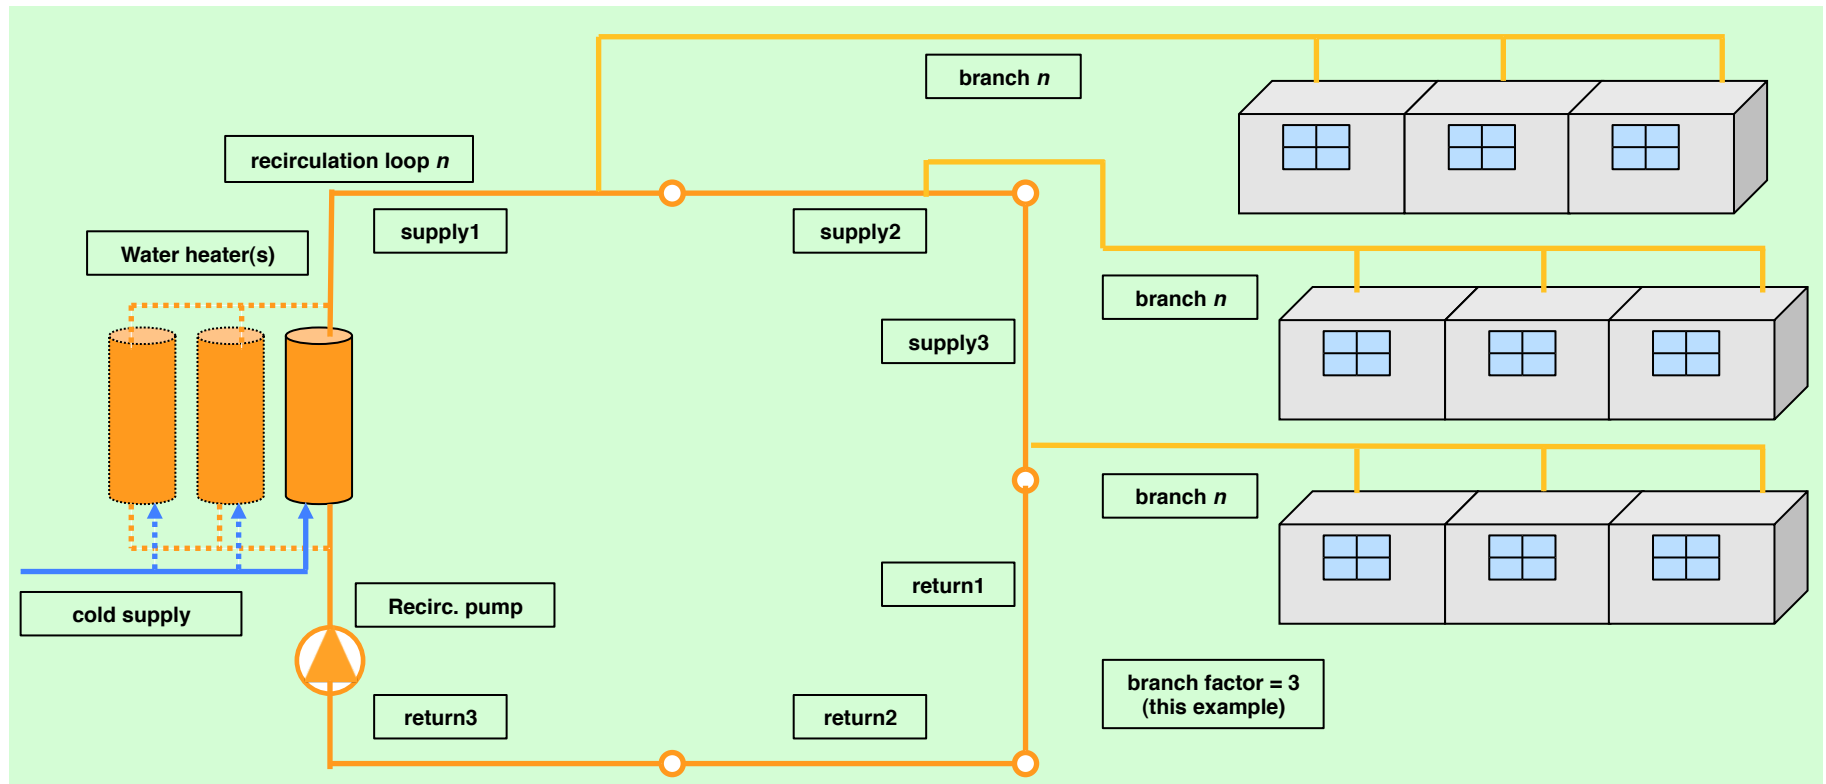 branch n
recirculation loop n
supply1
supply2
Water heater(s)
branch n
supply3
branch n
return1
Recirc. pump
cold supply
branch factor = 3
(this example)
return3
return2